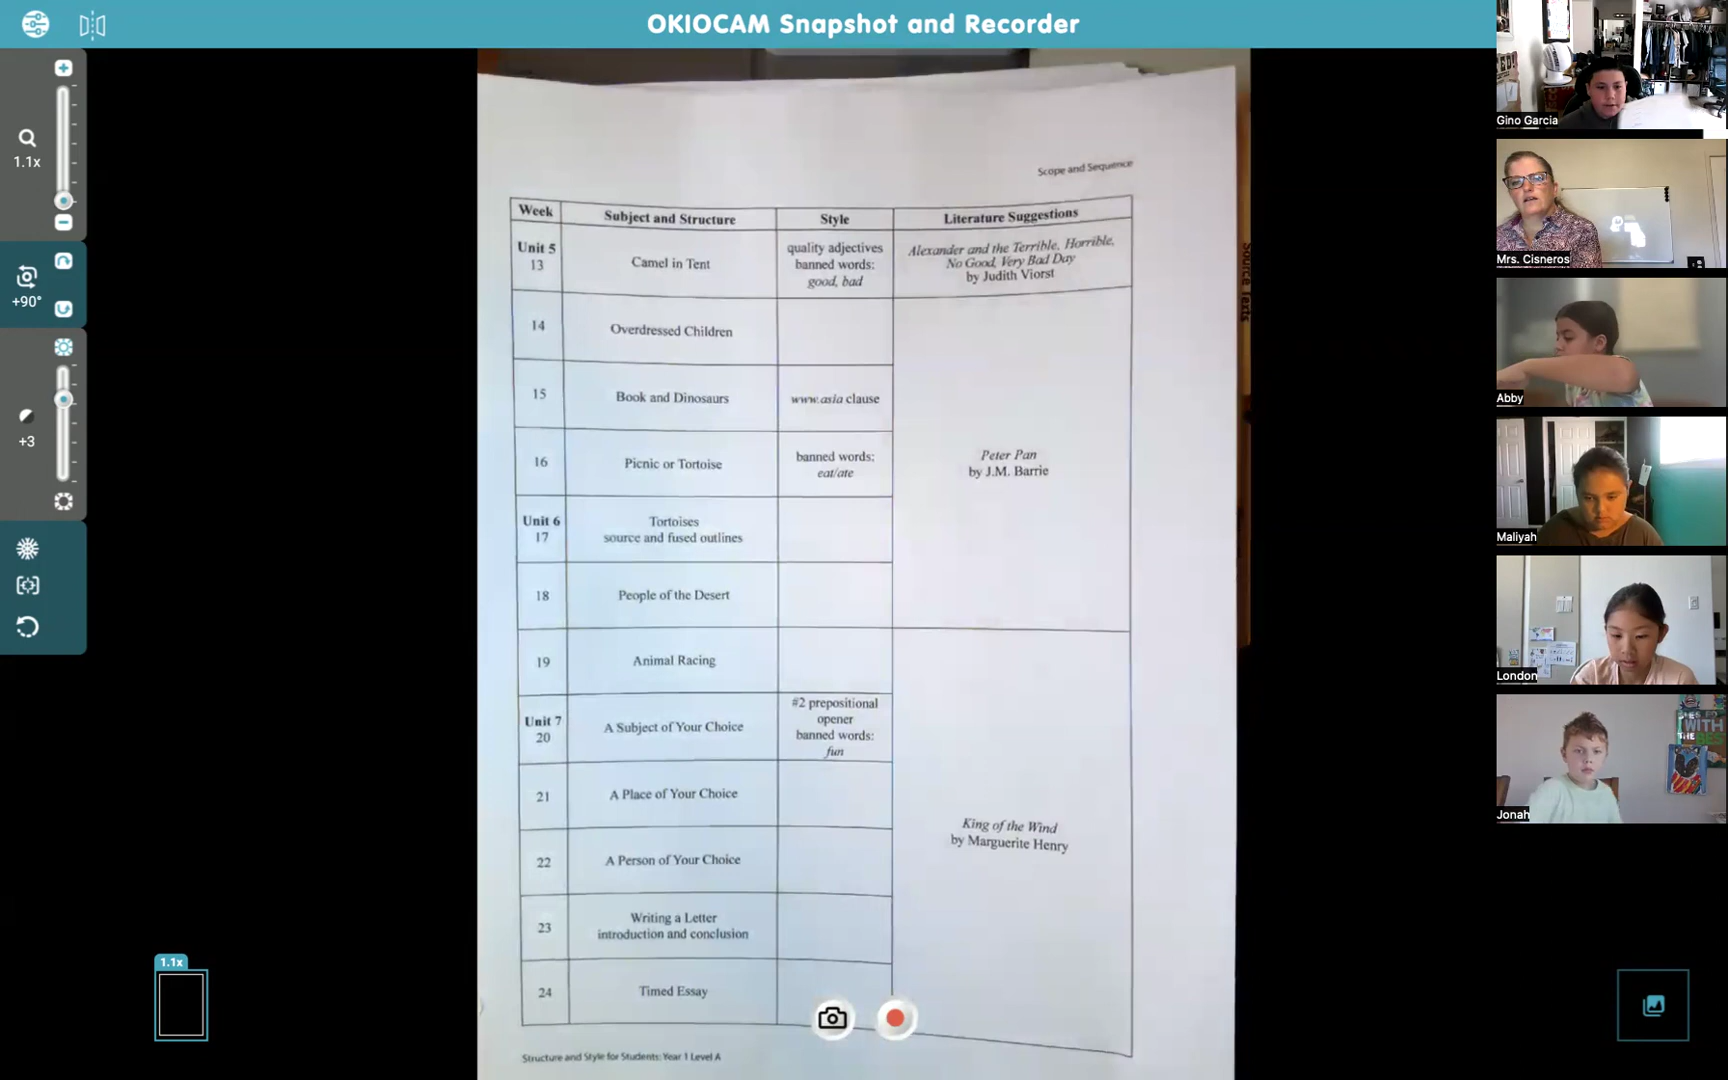 OKIOCAM Snapshot and Recorder
1.1x
+90°
+3
1.1x
Scope and Sequence
Week
Subject and Structure
Style
Literature Suggestions
Unit 5
13
Camel in Tent
quality adjectives
banned words:
good, bad
Alexander and the Terrible, Horrible,
No Good, Very Bad Day
by Judith Viorst
14
Overdressed Children
15
Book and Dinosaurs
www.asia clause
16
Picnic or Tortoise
banned words:
eat/ate
Peter Pan
by J.M. Barrie
Unit 6
17
Tortoises
source and fused outlines
18
People of the Desert
19
Animal Racing
Unit 7
20
A Subject of Your Choice
#2 prepositional
opener
banned words:
fun
21
A Place of Your Choice
22
A Person of Your Choice
King of the Wind
by Marguerite Henry
23
Writing a Letter
introduction and conclusion
24
Timed Essay
Structure and Style for Students: Year 1 Level A
Source Texts
Gino Garcia
Mrs. Cisneros
Abby
Maliyah
London
Jonah
WITH
THE BES